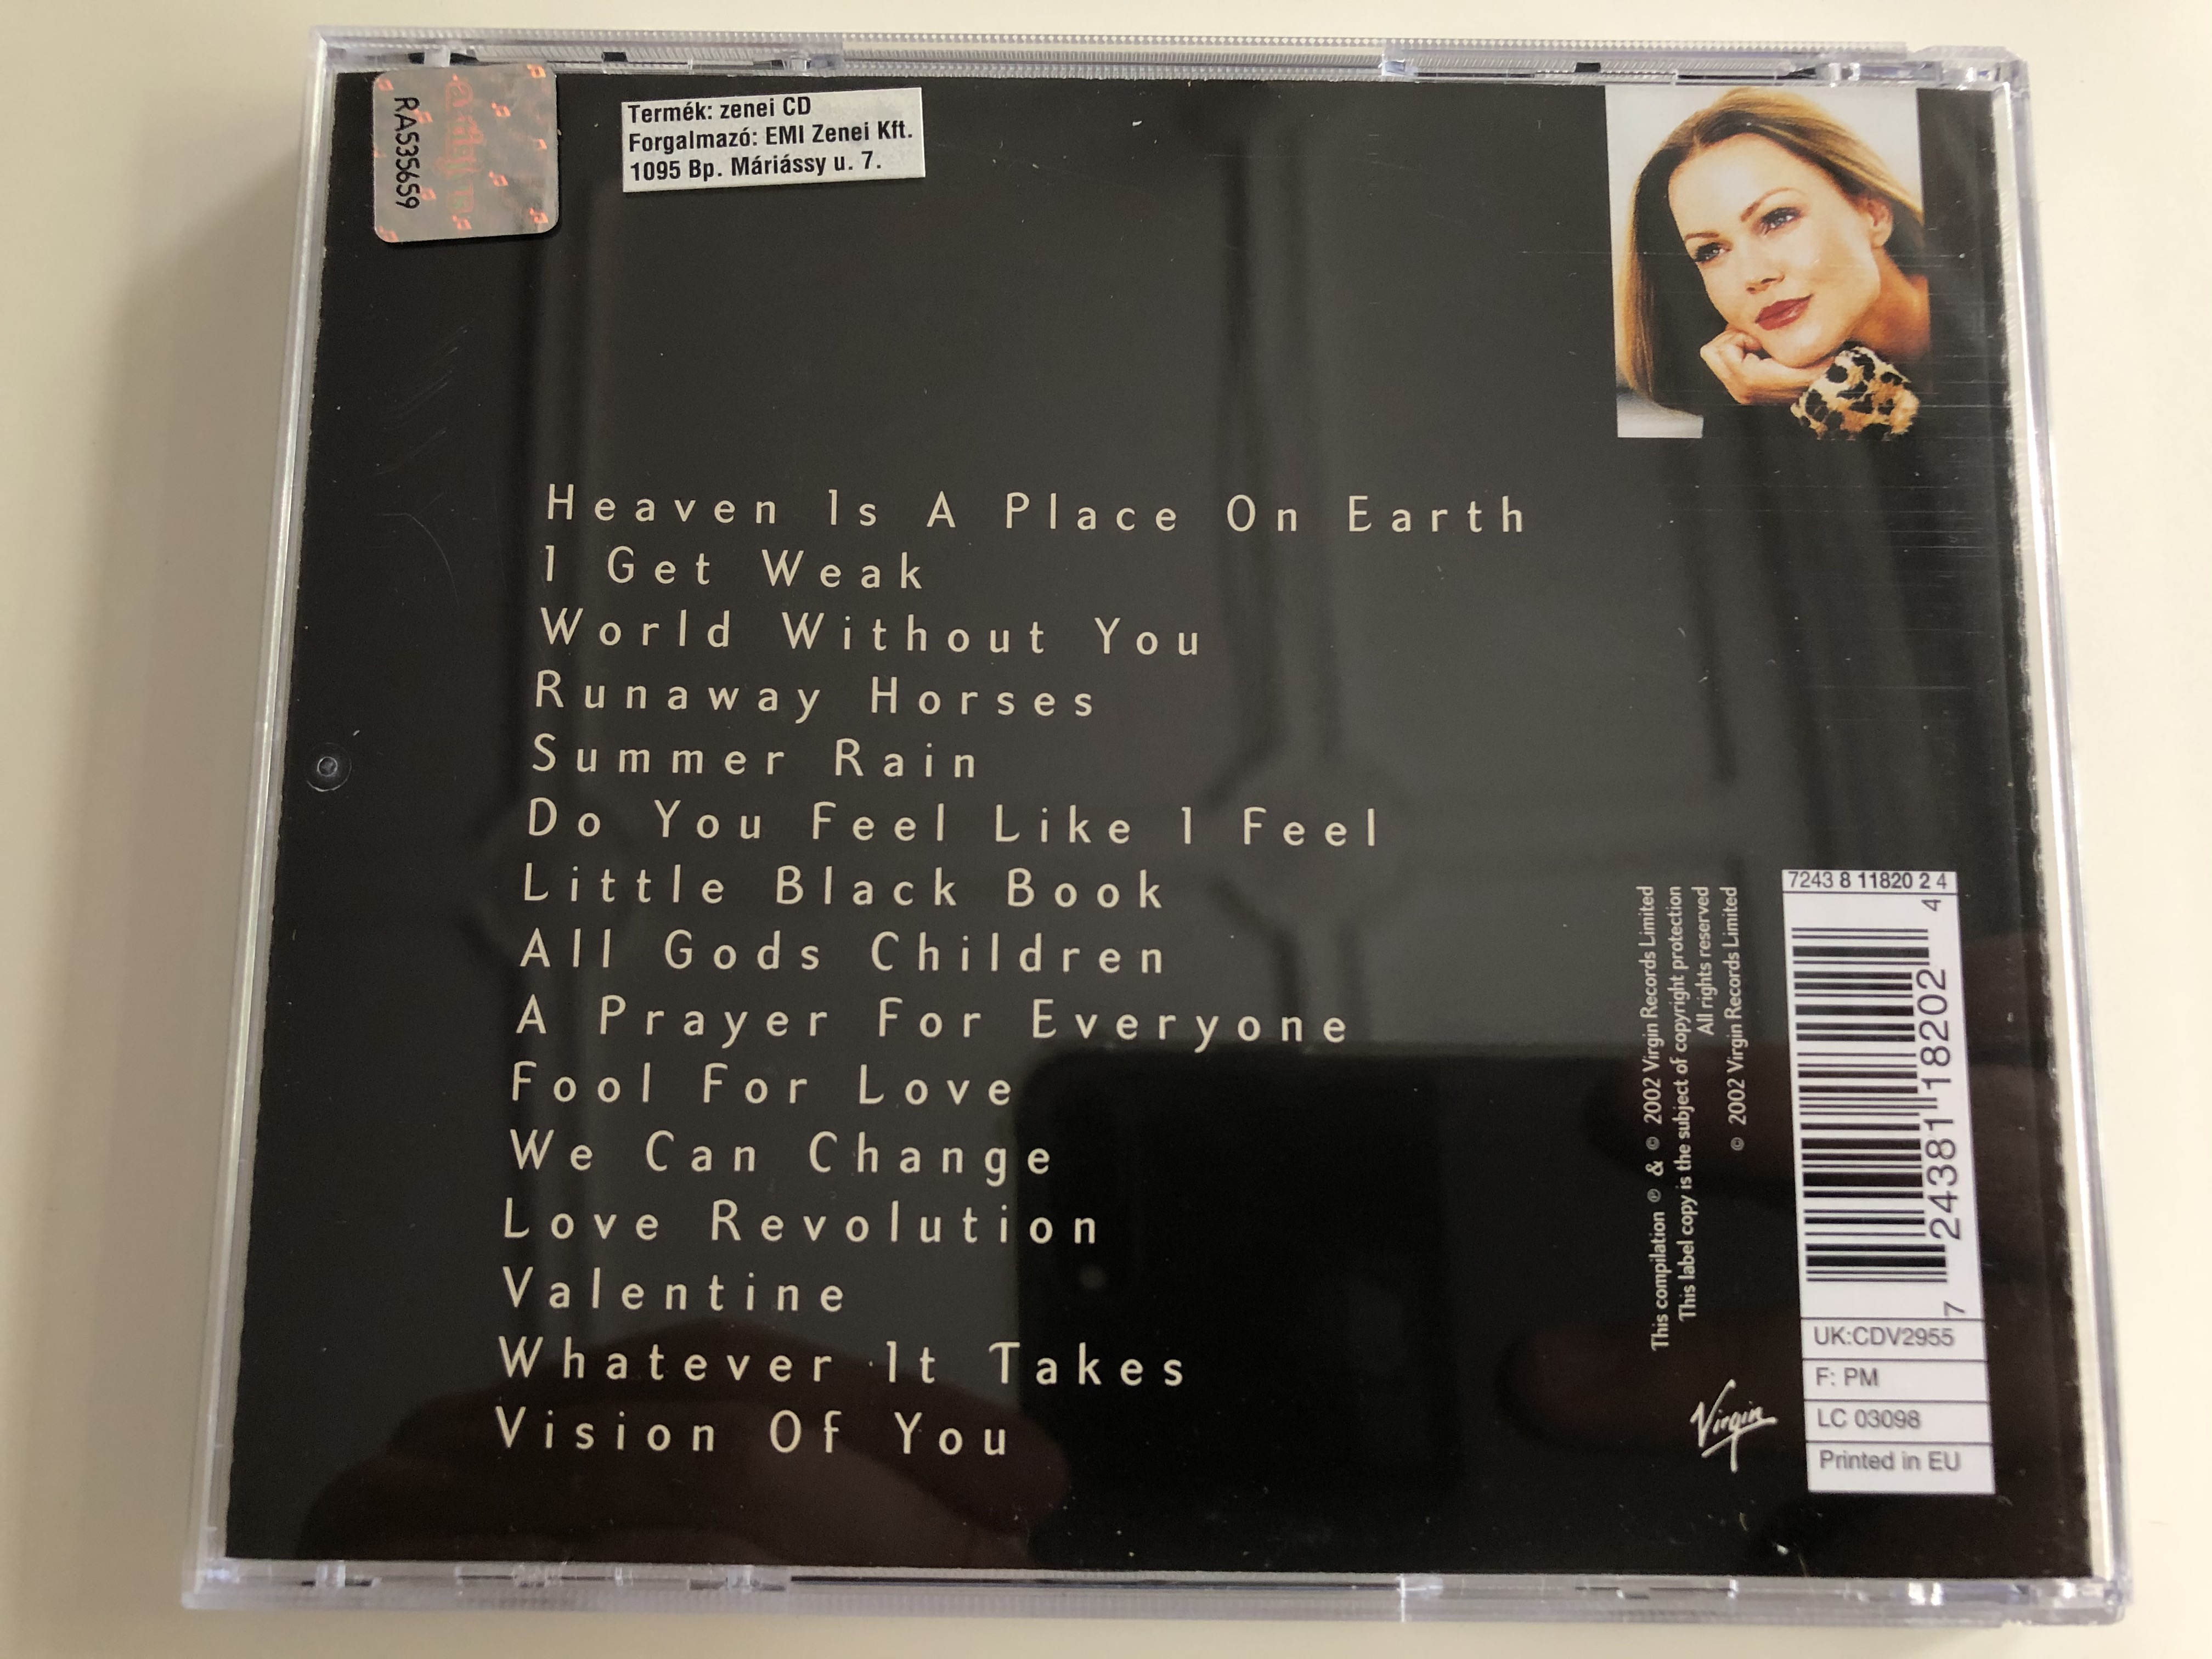 RA535659
Termék: zenei CD
Forgalmazó: EMI Zenei Kft.
1095 Bp. Máriássy u. 7.
Heaven Is A Place On Earth
I Get Weak
World Without You
Runaway Horses
Summer Rain
Do You Feel Like I Feel
Little Black Book
All Gods Children
A Prayer For Everyone
Fool For Love
We Can Change
Love Revolution
Valentine
Whatever It Takes
Vision Of You
This compilation ℗ & © 2002 Virgin Records Limited
This label copy is the subject of copyright protection
All rights reserved
© 2002 Virgin Records Limited
Virgin
7243 8 11820 2 4
7 24381 18202 4
UK:CDV2955
F: PM
LC 03098
Printed in EU